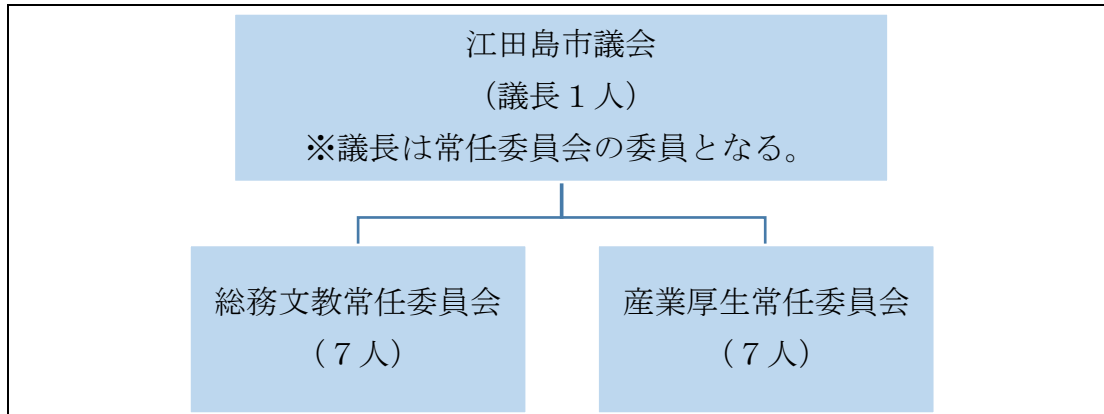 江田島市議会
（議長１人）
※議長は常任委員会の委員となる。
総務文教常任委員会
（７人）
産業厚生常任委員会
（７人）